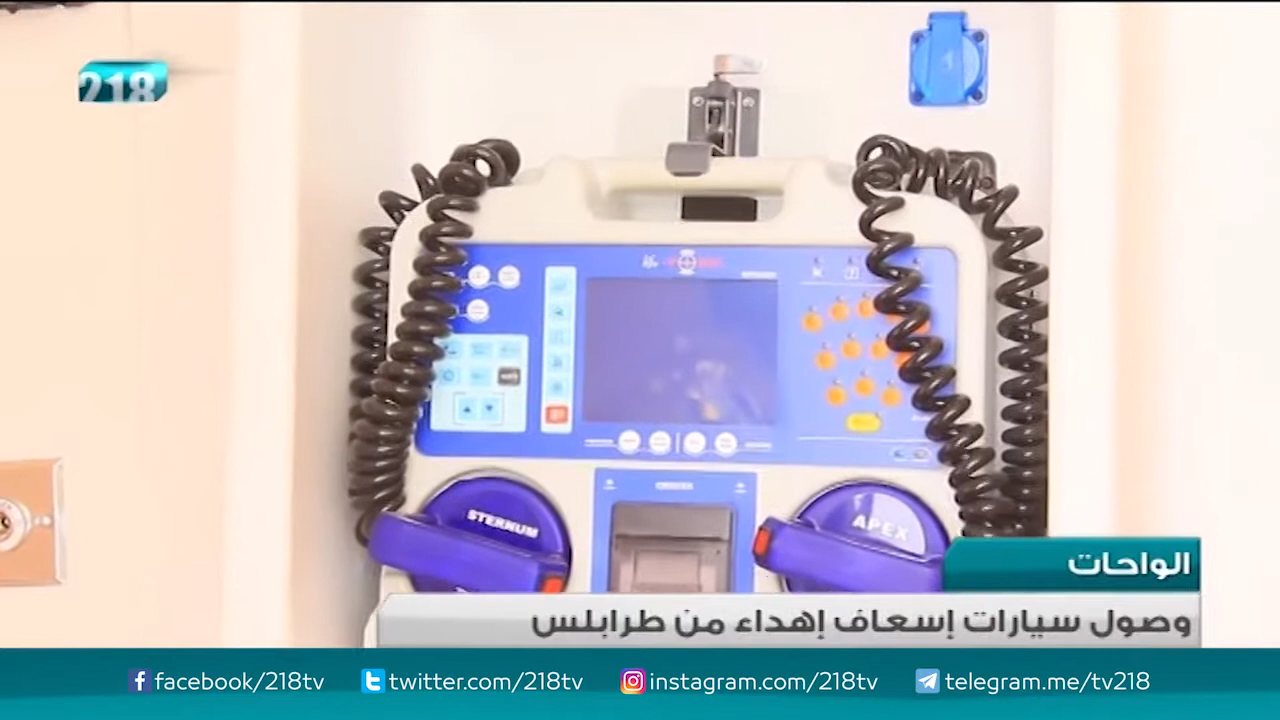 218
STERNUM
APEX
الواحات
وصول سيارات إسعاف إهداء من طرابلس
facebook/218tv
twitter.com/218tv
instagram.com/218tv
telegram.me/tv218